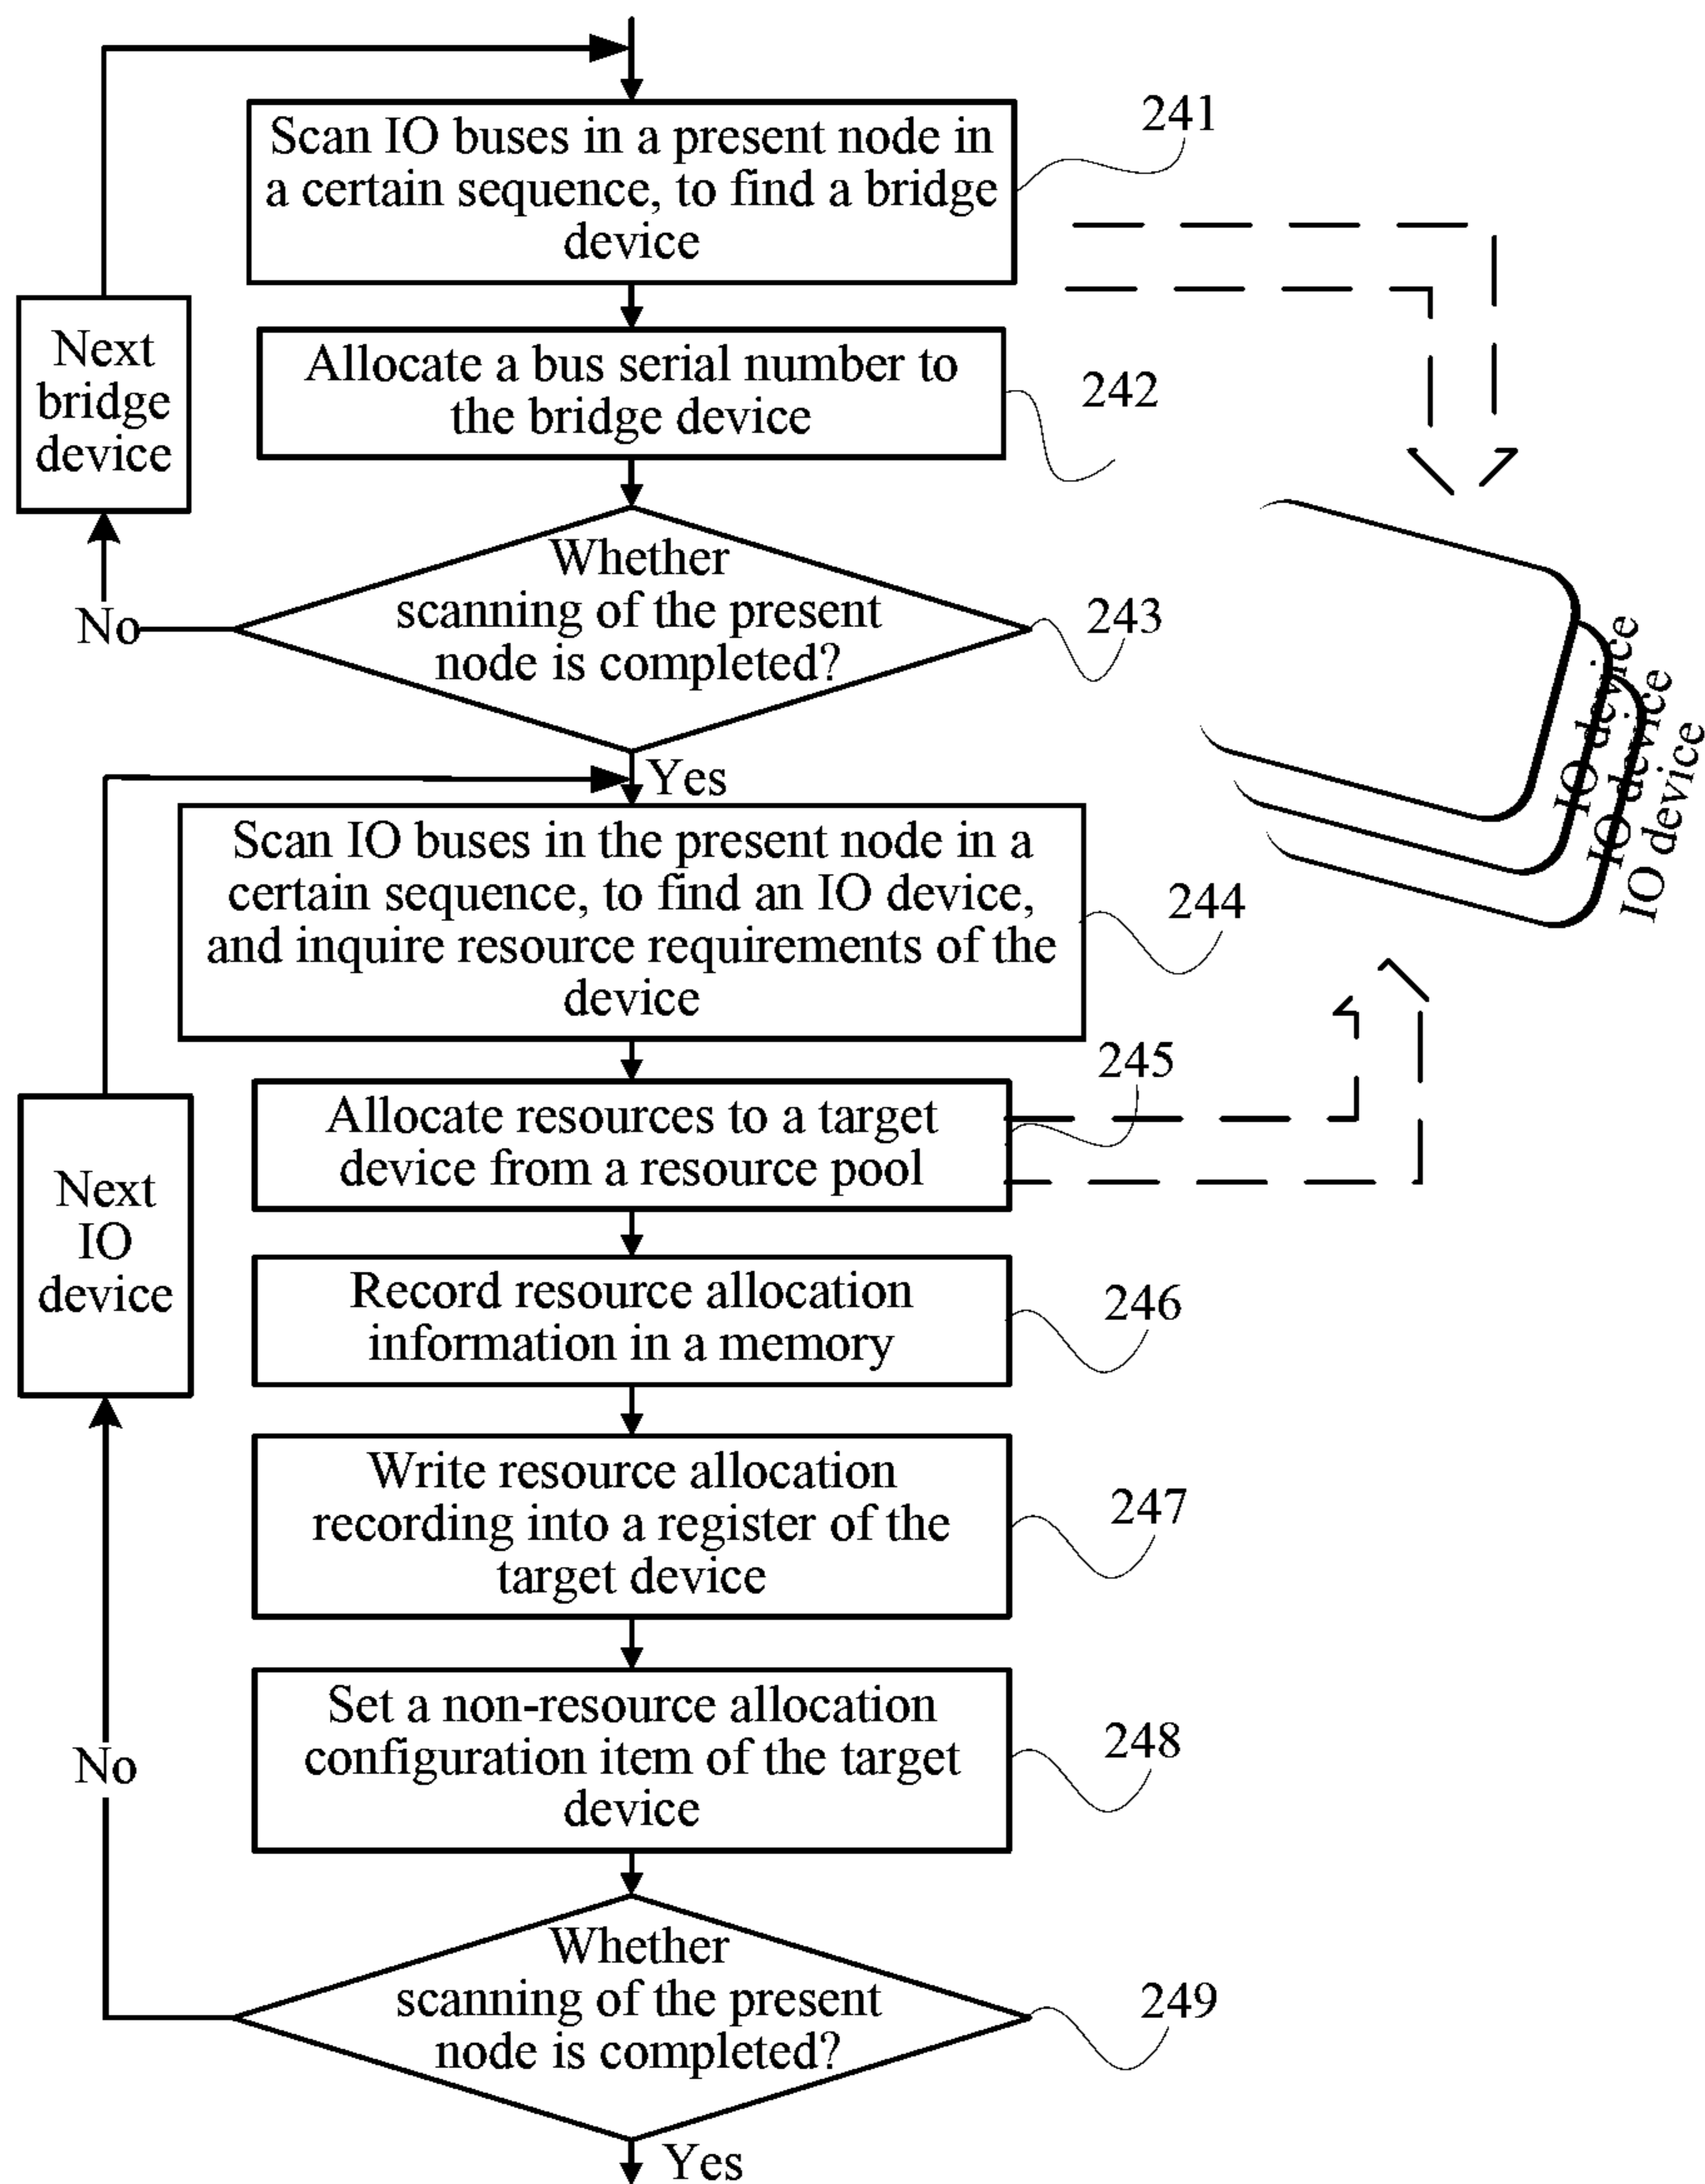 Scan IO buses in a present node in
a certain sequence, to find a bridge
device
241
Allocate a bus serial number to
the bridge device
242
Next
bridge
device
Whether
scanning of the present
node is completed?
243
No
Yes
IO device
IO device
IO device
Scan IO buses in the present node in a
certain sequence, to find an IO device,
and inquire resource requirements of the
device
244
Allocate resources to a target
device from a resource pool
245
Next
IO
device
Record resource allocation
information in a memory
246
Write resource allocation
recording into a register of the
target device
247
Set a non-resource allocation
configuration item of the target
device
248
No
Whether
scanning of the present
node is completed?
249
Yes